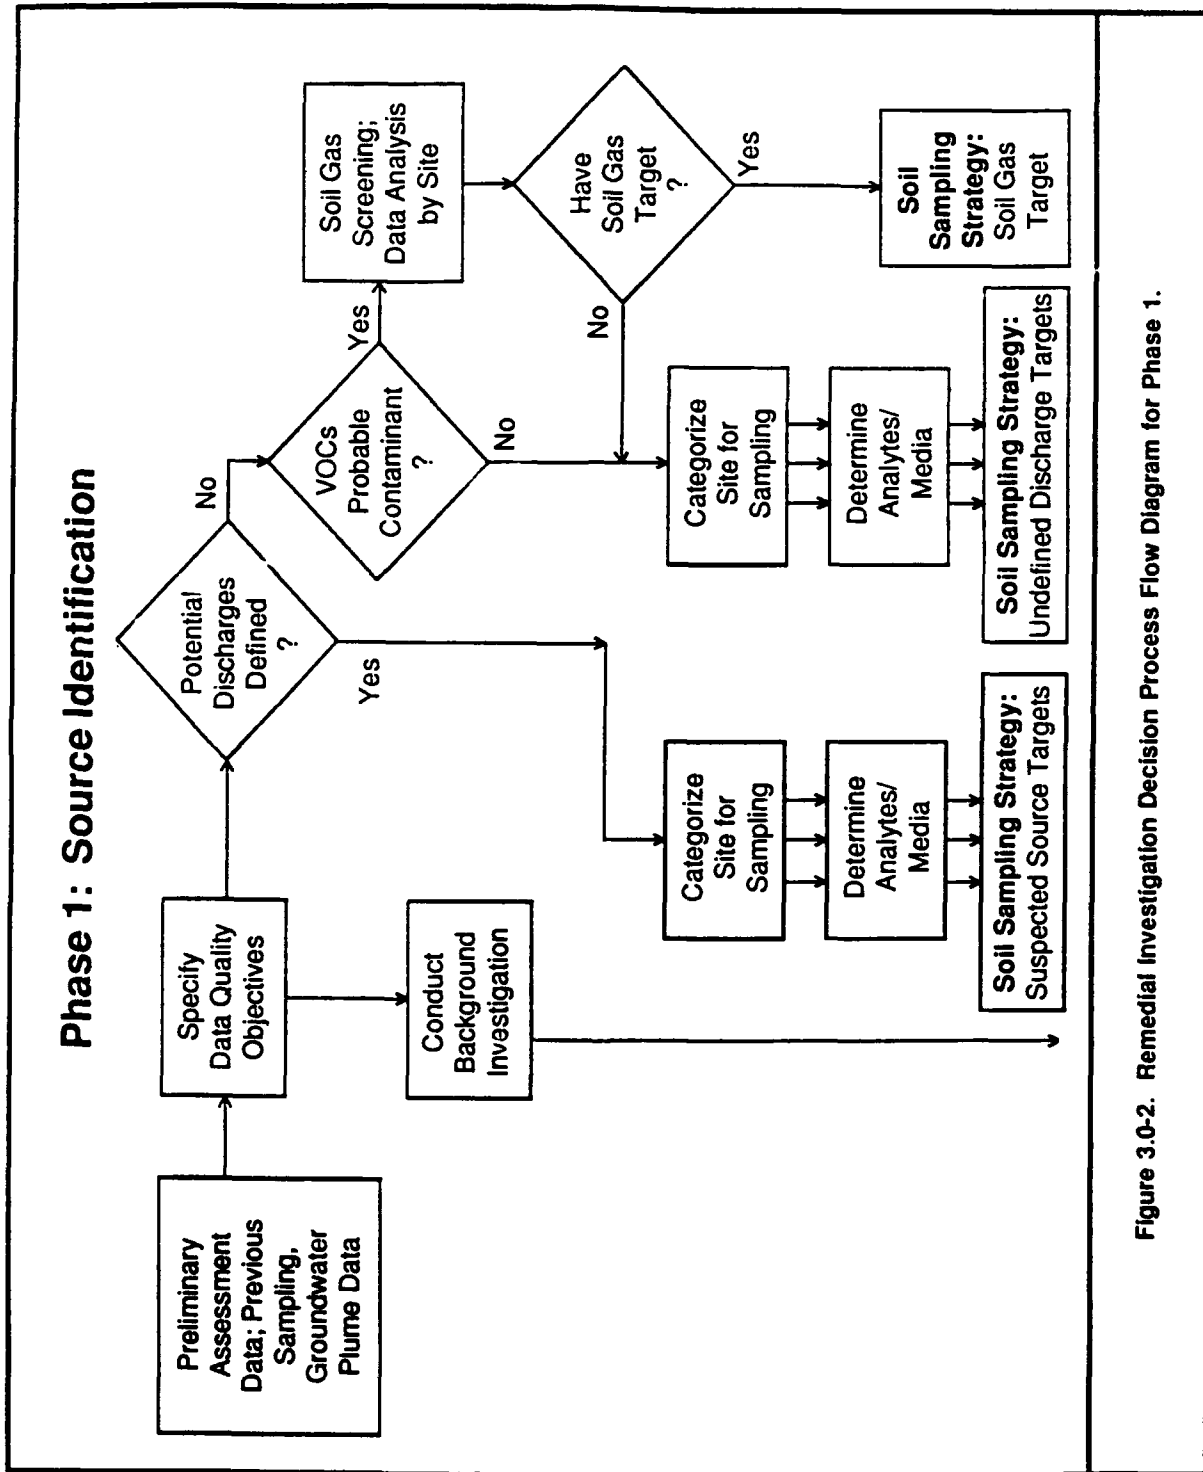 Phase 1: Source Identification
Preliminary
Assessment
Data; Previous
Sampling,
Groundwater
Plume Data
Specify
Data Quality
Objectives
Conduct
Background
Investigation
Potential
Discharges
Defined
?
No
Yes
VOCs
Probable
Contaminant
?
Yes
No
Soil Gas
Screening;
Data Analysis
by Site
Have
Soil Gas
Target
?
No
Yes
Categorize
Site for
Sampling
Determine
Analytes/
Media
Soil Sampling Strategy:
Suspected Source Targets
Categorize
Site for
Sampling
Determine
Analytes/
Media
Soil Sampling Strategy:
Undefined Discharge Targets
Soil
Sampling
Strategy:
Soil Gas
Target
Figure 3.0-2. Remedial Investigation Decision Process Flow Diagram for Phase 1.